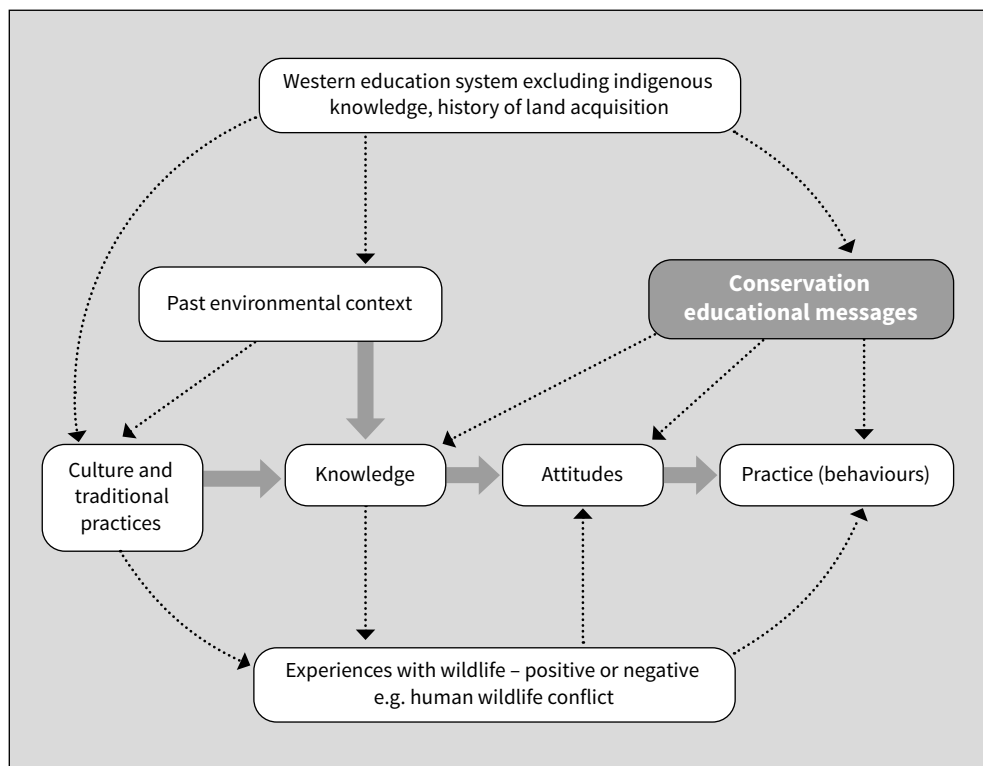 Western education system excluding indigenous
knowledge, history of land acquisition
Past environmental context
Conservation
educational messages
Culture and
traditional
practices
Knowledge
Attitudes
Practice (behaviours)
Experiences with wildlife – positive or negative
e.g. human wildlife conflict